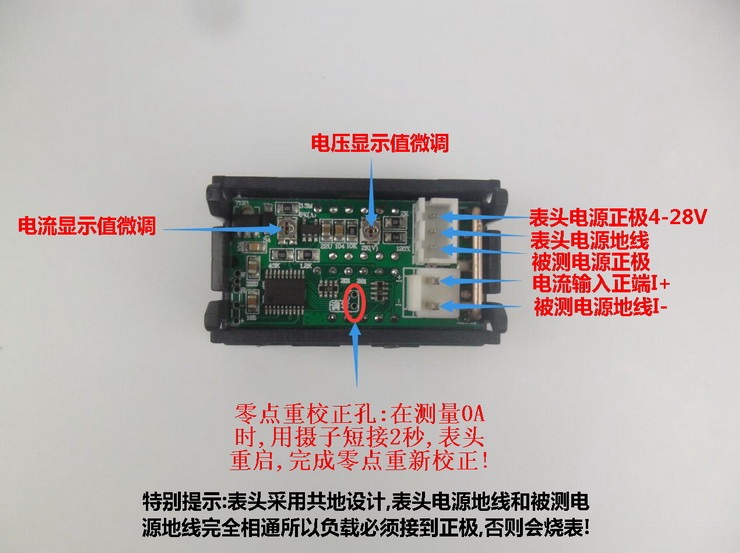 电压显示值微调
电流显示值微调
表头电源正极4-28V
表头电源地线
被测电源正极
电流输入正端I+
被测电源地线I-
零点重校正孔:在测量0A
时,用摄子短接2秒,表头
重启,完成零点重新校正!
特别提示:表头采用共地设计,表头电源地线和被测电
源地线完全相通所以负载必须接到正极,否则会烧表!